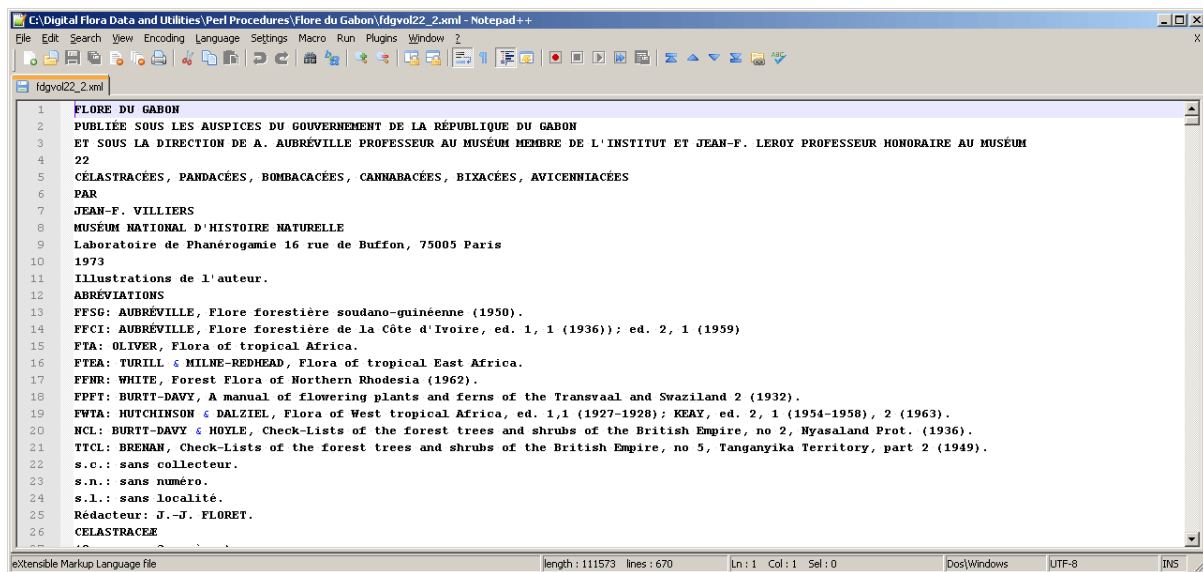 C:\Digital Flora Data and Utilities\Perl Procedures\Flore du Gabon\fdgvol22_2.xml - Notepad++
File Edit Search View Encoding Language Settings Macro Run Plugins Window ? X
fdgvol22_2.xml
1 FLORE DU GABON
2 PUBLIÉE SOUS LES AUSPICES DU GOUVERNEMENT DE LA RÉPUBLIQUE DU GABON
3 ET SOUS LA DIRECTION DE A. AUBRÉVILLE PROFESSEUR AU MUSÉUM MEMBRE DE L'INSTITUT ET JEAN-F. LEROY PROFESSEUR HONORAIRE AU MUSÉUM
4 22
5 CÉLASTRACÉES, PANDACÉES, BOMBACACÉES, CANNABACÉES, BIXACÉES, AVICENNIACÉES
6 PAR
7 JEAN-F. VILLIERS
8 MUSÉUM NATIONAL D'HISTOIRE NATURELLE
9 Laboratoire de Phanérogamie 16 rue de Buffon, 75005 Paris
10 1973
11 Illustrations de l'auteur.
12 ABRÉVIATIONS
13 FFSG: AUBRÉVILLE, Flore forestière soudano-guinéenne (1950).
14 FFCI: AUBRÉVILLE, Flore forestière de la Côte d'Ivoire, ed. 1, 1 (1936)); ed. 2, 1 (1959)
15 FTA: OLIVER, Flora of tropical Africa.
16 FTEA: TURILL & MILNE-REDHEAD, Flora of tropical East Africa.
17 FFNR: WHITE, Forest Flora of Northern Rhodesia (1962).
18 FPFT: BURTT-DAVY, A manual of flowering plants and ferns of the Transvaal and Swaziland 2 (1932).
19 FWTA: HUTCHINSON & DALZIEL, Flora of West tropical Africa, ed. 1,1 (1927-1928); KEAY, ed. 2, 1 (1954-1958), 2 (1963).
20 NCL: BURTT-DAVY & HOYLE, Check-Lists of the forest trees and shrubs of the British Empire, no 2, Nyasaland Prot. (1936).
21 TTCL: BRENAN, Check-Lists of the forest trees and shrubs of the British Empire, no 5, Tanganyika Territory, part 2 (1949).
22 s.c.: sans collecteur.
23 s.n.: sans numéro.
24 s.l.: sans localité.
25 Rédacteur: J.-J. FLORET.
26 CELASTRACEÆ
eXtensible Markup Language file length : 111573 lines : 670 Ln : 1 Col : 1 Sel : 0 Dos\Windows UTF-8 INS